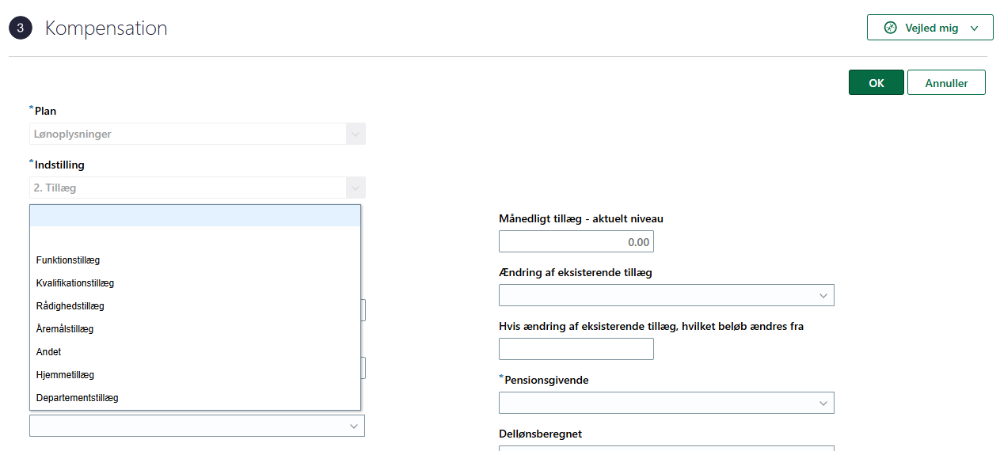 3 Kompensation
Vejled mig
OK Annuller
*Plan
Lønoplysninger
*Indstilling
2. Tillæg
Funktionstillæg
Kvalifikationstillæg
Rådighedstillæg
Åremålstillæg
Andet
Hjemmetillæg
Departementstillæg
Månedligt tillæg - aktuelt niveau
0.00
Ændring af eksisterende tillæg
Hvis ændring af eksisterende tillæg, hvilket beløb ændres fra
*Pensionsgivende
Dellønsberegnet